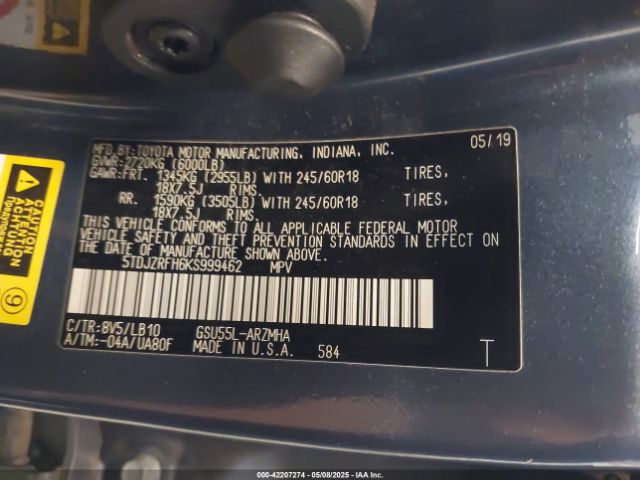 MFD.BY:TOYOTA MOTOR MANUFACTURING, INDIANA, INC. 05/19
GVWR:2720KG (6000LB)
GAWR:FRT. 1345KG (2955LB) WITH 245/60R18 TIRES,
18X7.5J RIMS.
RR. 1590KG (3505LB) WITH 245/60R18 TIRES,
18X7.5J RIMS.
THIS VEHICLE CONFORMS TO ALL APPLICABLE FEDERAL MOTOR
VEHICLE SAFETY AND THEFT PREVENTION STANDARDS IN EFFECT ON
THE DATE OF MANUFACTURE SHOWN ABOVE.
5TDJZRFH6KS999462 MPV
C/TR:8V5/LB10 GSU55L-ARZMHA
A/TM:-04A/UA80F MADE IN U.S.A. 584 T
CAUTION
ATTENTION
ACHTUNG
9
000-42207274 - 05/08/2025 - IAA Inc.